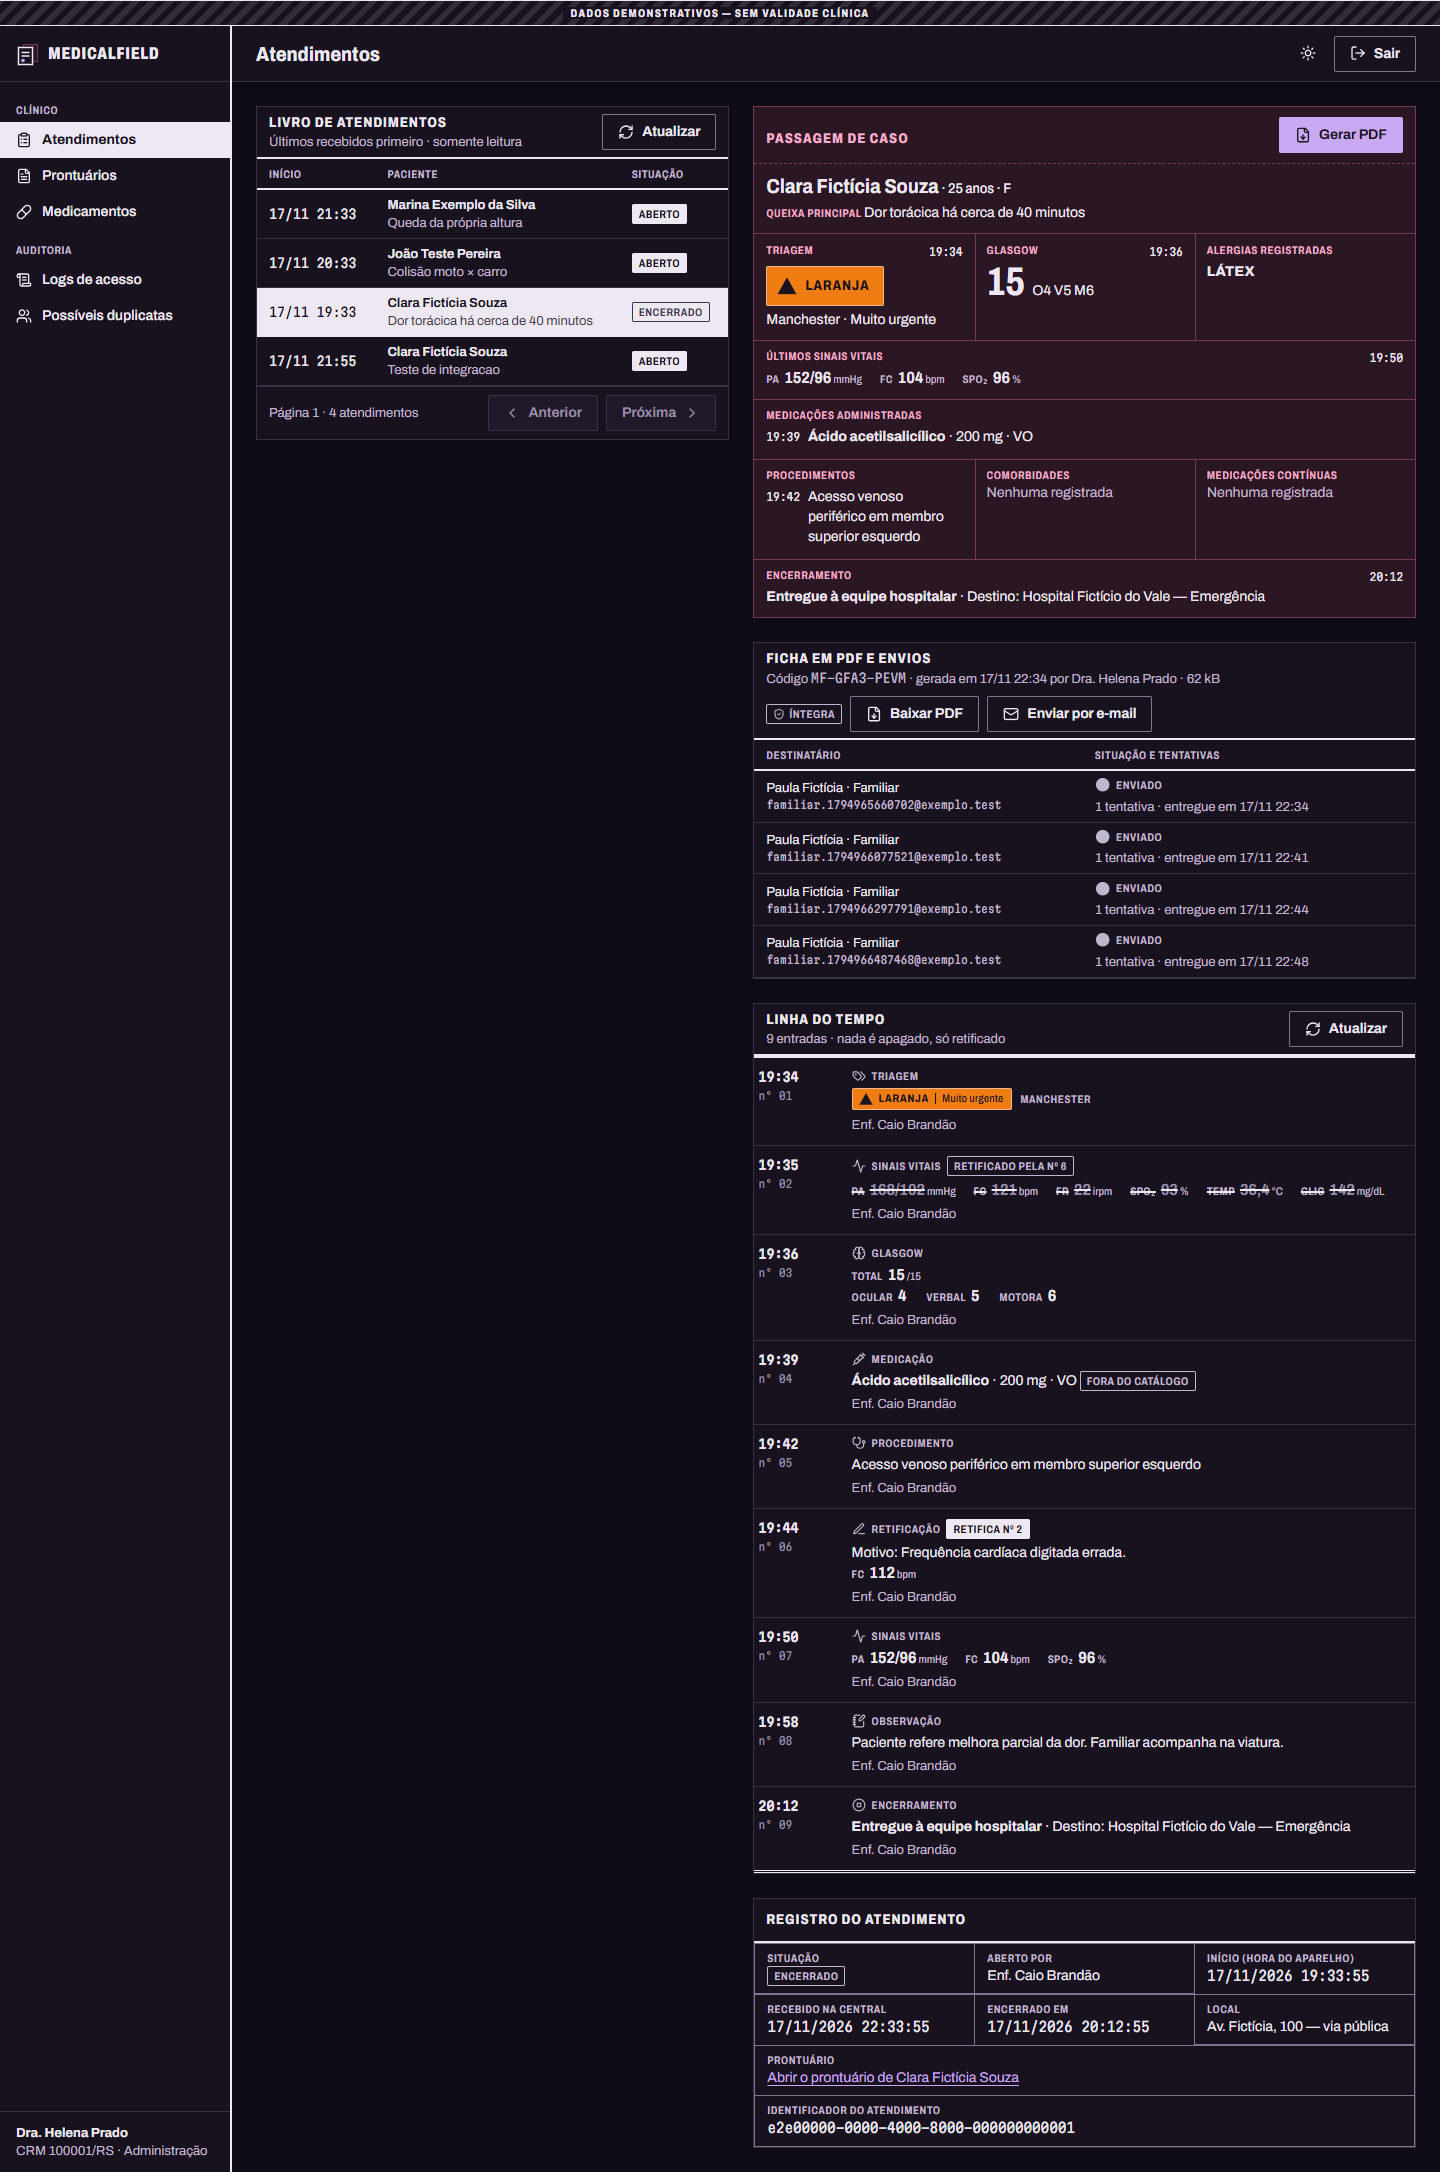 DADOS DEMONSTRATIVOS — SEM VALIDADE CLÍNICA
MEDICALFIELD
CLÍNICO
Atendimentos
Prontuários
Medicamentos
AUDITORIA
Logs de acesso
Possíveis duplicatas
Dra. Helena Prado
CRM 100001/RS · Administração
Atendimentos
Sair
LIVRO DE ATENDIMENTOS
Últimos recebidos primeiro · somente leitura
Atualizar
INÍCIO PACIENTE SITUAÇÃO
17/11 21:33 Marina Exemplo da Silva ABERTO
Queda da própria altura
17/11 20:33 João Teste Pereira ABERTO
Colisão moto × carro
17/11 19:33 Clara Fictícia Souza ENCERRADO
Dor torácica há cerca de 40 minutos
17/11 21:55 Clara Fictícia Souza ABERTO
Teste de integracao
Página 1 · 4 atendimentos Anterior Próxima
PASSAGEM DE CASO Gerar PDF
Clara Fictícia Souza · 25 anos · F
QUEIXA PRINCIPAL Dor torácica há cerca de 40 minutos
TRIAGEM 19:34
LARANJA
Manchester · Muito urgente
GLASGOW 19:36
15 O4 V5 M6
ALERGIAS REGISTRADAS
LÁTEX
ÚLTIMOS SINAIS VITAIS 19:50
PA 152/96 mmHg FC 104 bpm SPO₂ 96 %
MEDICAÇÕES ADMINISTRADAS
19:39 Ácido acetilsalicílico · 200 mg · VO
PROCEDIMENTOS
19:42 Acesso venoso
periférico em membro
superior esquerdo
COMORBIDADES
Nenhuma registrada
MEDICAÇÕES CONTÍNUAS
Nenhuma registrada
ENCERRAMENTO 20:12
Entregue à equipe hospitalar · Destino: Hospital Fictício do Vale — Emergência
FICHA EM PDF E ENVIOS
Código MF-GFA3-PEVM · gerada em 17/11 22:34 por Dra. Helena Prado · 62 kB
ÍNTEGRA Baixar PDF Enviar por e-mail
DESTINATÁRIO SITUAÇÃO E TENTATIVAS
Paula Fictícia · Familiar ENVIADO
familiar.1794965660702@exemplo.test 1 tentativa · entregue em 17/11 22:34
Paula Fictícia · Familiar ENVIADO
familiar.1794966077521@exemplo.test 1 tentativa · entregue em 17/11 22:41
Paula Fictícia · Familiar ENVIADO
familiar.1794966297791@exemplo.test 1 tentativa · entregue em 17/11 22:44
Paula Fictícia · Familiar ENVIADO
familiar.1794966487468@exemplo.test 1 tentativa · entregue em 17/11 22:48
LINHA DO TEMPO
9 entradas · nada é apagado, só retificado
Atualizar
19:34 TRIAGEM
nº 01 LARANJA | Muito urgente MANCHESTER
Enf. Caio Brandão
19:35 SINAIS VITAIS RETIFICADO PELA Nº 6
nº 02 PA 168/102 mmHg FC 121 bpm FR 22 irpm SPO₂ 93 % TEMP 36,4 °C GLIC 142 mg/dL
Enf. Caio Brandão
19:36 GLASGOW
nº 03 TOTAL 15 /15
OCULAR 4 VERBAL 5 MOTORA 6
Enf. Caio Brandão
19:39 MEDICAÇÃO
nº 04 Ácido acetilsalicílico · 200 mg · VO FORA DO CATÁLOGO
Enf. Caio Brandão
19:42 PROCEDIMENTO
nº 05 Acesso venoso periférico em membro superior esquerdo
Enf. Caio Brandão
19:44 RETIFICAÇÃO RETIFICA Nº 2
nº 06 Motivo: Frequência cardíaca digitada errada.
FC 112 bpm
Enf. Caio Brandão
19:50 SINAIS VITAIS
nº 07 PA 152/96 mmHg FC 104 bpm SPO₂ 96 %
Enf. Caio Brandão
19:58 OBSERVAÇÃO
nº 08 Paciente refere melhora parcial da dor. Familiar acompanha na viatura.
Enf. Caio Brandão
20:12 ENCERRAMENTO
nº 09 Entregue à equipe hospitalar · Destino: Hospital Fictício do Vale — Emergência
Enf. Caio Brandão
REGISTRO DO ATENDIMENTO
SITUAÇÃO
ENCERRADO
ABERTO POR
Enf. Caio Brandão
INÍCIO (HORA DO APARELHO)
17/11/2026 19:33:55
RECEBIDO NA CENTRAL
17/11/2026 22:33:55
ENCERRADO EM
17/11/2026 20:12:55
LOCAL
Av. Fictícia, 100 — via pública
PRONTUÁRIO
Abrir o prontuário de Clara Fictícia Souza
IDENTIFICADOR DO ATENDIMENTO
e2e00000-0000-4000-8000-000000000001